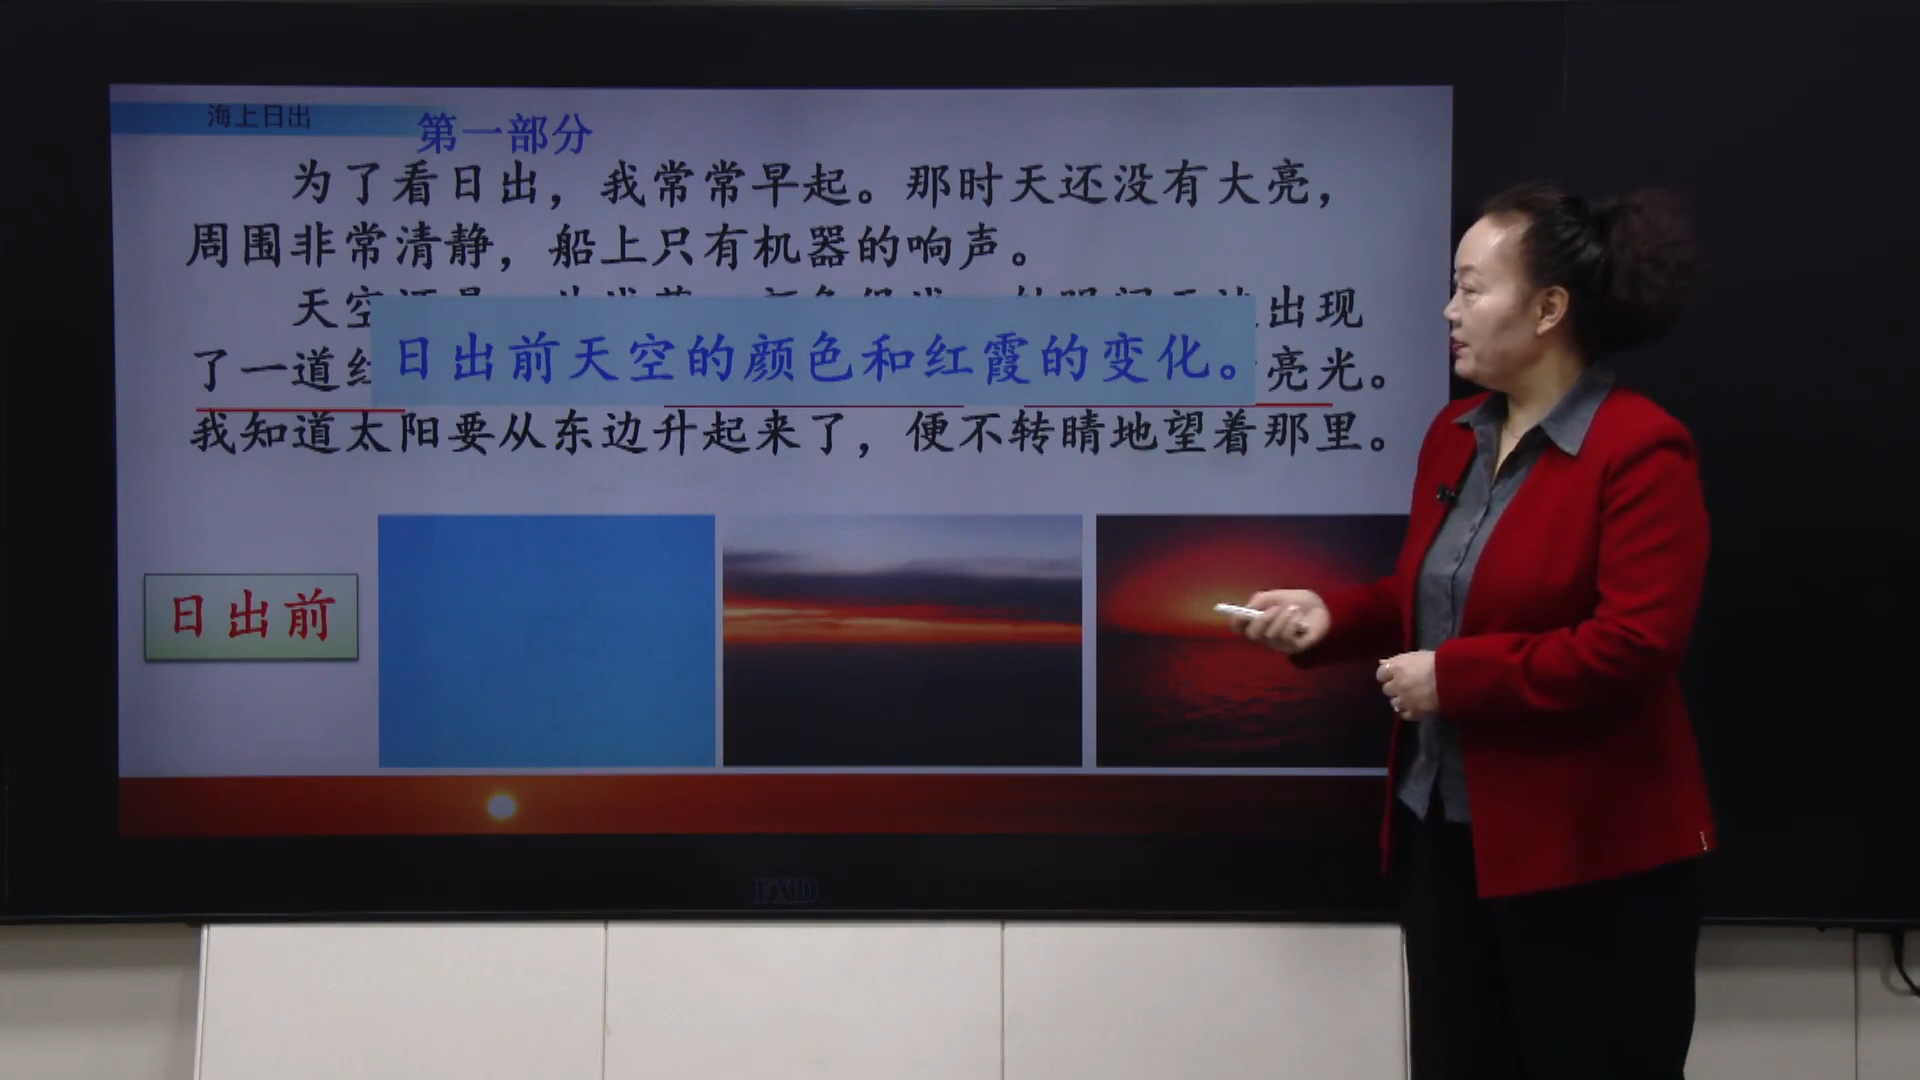 海上日出
第一部分
为了看日出，我常常早起。那时天还没有大亮，
周围非常清静，船上只有机器的响声。
天空
出现
了一道
日出前天空的颜色和红霞的变化。
亮光。
我知道太阳要从东边升起来了，便不转睛地望着那里。
日出前